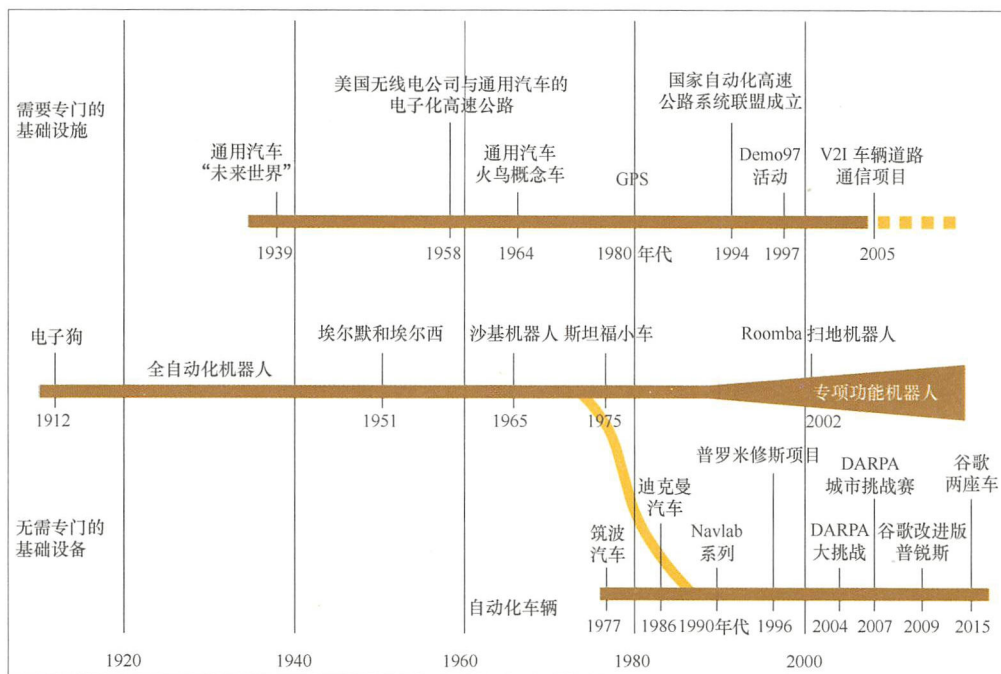 需要专门的
基础设施
美国无线电公司与通用汽车的
电子化高速公路
国家自动化高速
公路系统联盟成立
通用汽车
“未来世界”
通用汽车
火鸟概念车
GPS
Demo97
活动
V2I 车辆道路
通信项目
1939
1958
1964
1980 年代
1994
1997
2005
电子狗
埃尔默和埃尔西
沙基机器人
斯坦福小车
Roomba 扫地机器人
全自动化机器人
专项功能机器人
1912
1951
1965
1975
2002
无需专门的
基础设备
普罗米修斯项目
DARPA
城市挑战赛
谷歌
两座车
迪克曼
汽车
筑波
汽车
Navlab
系列
DARPA
大挑战
谷歌改进版
普锐斯
自动化车辆
1977
1986
1990年代
1996
2004
2007
2009
2015
1920
1940
1960
1980
2000